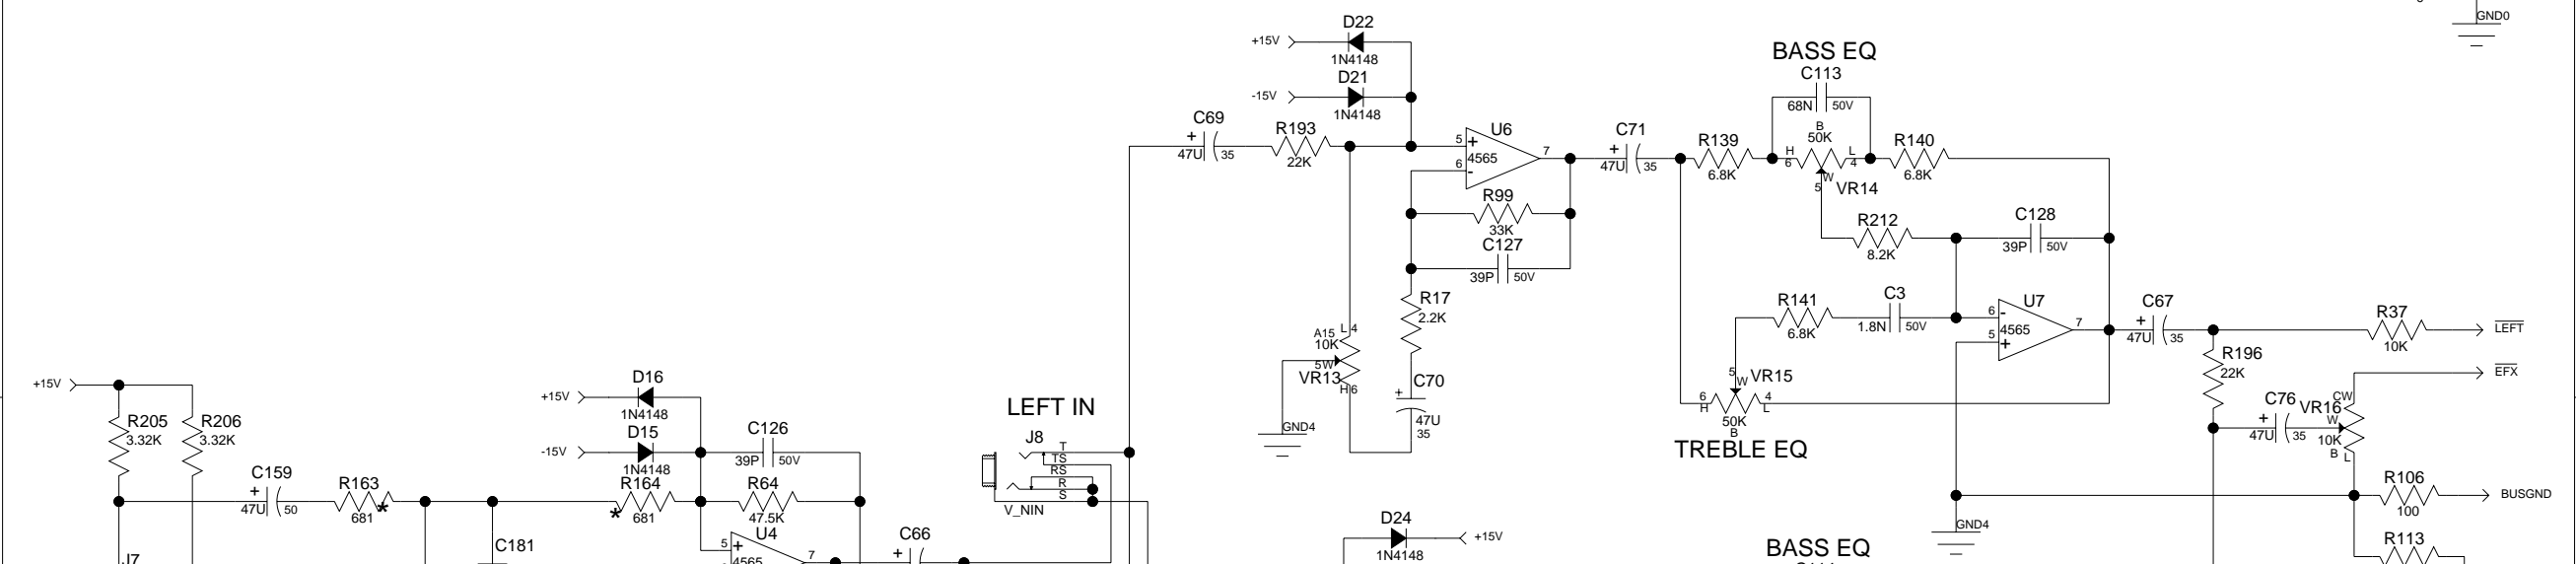 GND0
D22
+15V
1N4148
D21
-15V
1N4148
BASS EQ
C113
68N 50V
B
50K
H L
6 4
W
5
VR14
C69
+
47U 35
R193
22K
U6
5 +
4565
6 -
7
C71
+
47U 35
R139
6.8K
R140
6.8K
R99
33K
C127
39P 50V
R212
8.2K
C128
39P 50V
R17
2.2K
A15 L 4
10K
5 W
VR13 H 6
GND4
C70
+
47U
35
R141
6.8K
C3
1.8N 50V
U7
6 -
4565
5 +
7
C67
+
47U 35
R37
10K
LEFT
R196
22K
EFX
5 W
VR15
6 4
H L
50K
B
TREBLE EQ
C76
+
47U 35
VR16
CW
W
10K
B L
R106
100
BUSGND
GND4
R113
BASS EQ
+15V
R205
3.32K
R206
3.32K
C159
+
47U 50
R163
681 *
D16
+15V
1N4148
D15
-15V
1N4148
C126
39P 50V
R164
* 681
R64
47.5K
U4
5 +
4565
7
C66
+
C181
J7
LEFT IN
J8
T
TS
RS
R
S
V_NIN
D24
+15V
1N4148